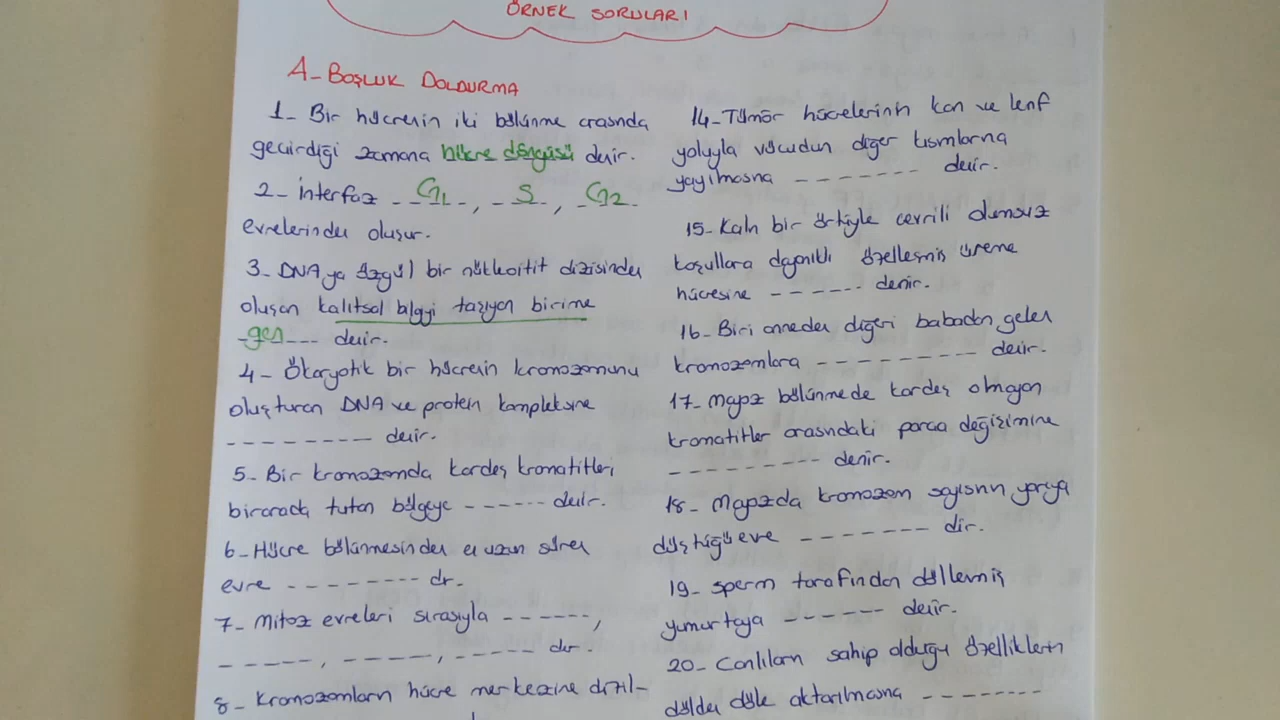 ÖRNEK SORULARI
A- BOŞLUK DOLDURMA
1- Bir hücrenin iki bölünme arasında
geçirdiği zamana hücre döngüsü denir.
2- interfaz __G1_, _S_, _G2_
evrelerinden oluşur.
3- DNA ya özgül bir nükleotit dizisinden
oluşan kalıtsal bilgiyi taşıyan birime
-gen--- denir.
4- Ökaryotik bir hücrenin kromozomunu
oluşturan DNA ve protein kompleksine
-------- denir.
5- Bir kromozomda kardeş kromatitleri
birarada tutan bölgeye ------ denir.
6- Hücre bölünmesinden en uzun süren
evre -------- dır.
7- Mitoz evreleri sırasıyla ------,
-----, -----, ----- dır
8- Kromozomların hücre merkezine dizil-
14- Tümör hücrelerinin kan ve lenf
yoluyla vücudun diğer kısımlarına
yayılmasına ------- denir.
15- Kalın bir örtüyle çevrili olumsuz
koşullara dayanıklı özelleşmiş üreme
hücresine ------ denir.
16- Biri anneden diğeri babadan gelen
kromozomlara --------- denir.
17- Mayoz bölünmede kardeş olmayan
kromatitler arasındaki parça değişimine
--------- denir.
18- Mayozda kromozom sayısının yarıya
düştüğü evre ------- dir.
19- Sperm tarafından döllenmiş
yumurtaya ------ denir.
20- Canlıların sahip olduğu özelliklerin
dölden döle aktarılmasına --------